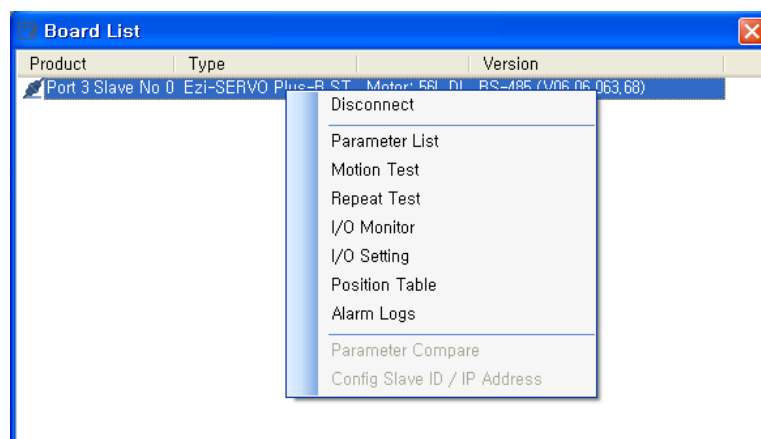 Board List
Product Type Version
Port 3 Slave No 0 Ezi-SERVO Plus-R ST Motor: 56L DL RS-485 (V06.06.063,68)
Disconnect
Parameter List
Motion Test
Repeat Test
I/O Monitor
I/O Setting
Position Table
Alarm Logs
Parameter Compare
Config Slave ID / IP Address